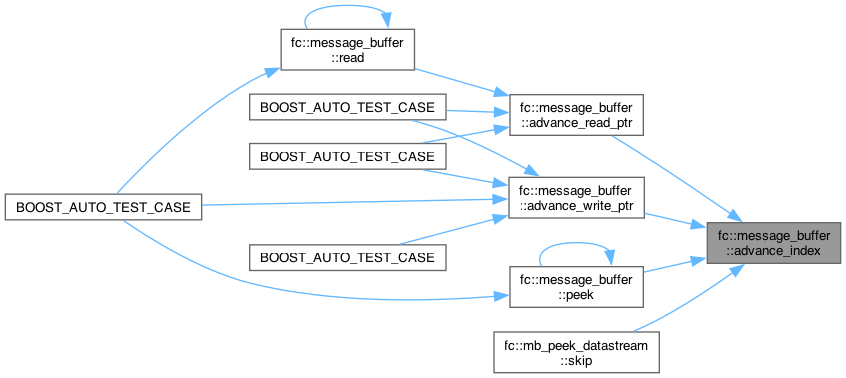 fc::message_buffer
::read
BOOST_AUTO_TEST_CASE
fc::message_buffer
::advance_read_ptr
BOOST_AUTO_TEST_CASE
BOOST_AUTO_TEST_CASE
fc::message_buffer
::advance_write_ptr
fc::message_buffer
::advance_index
BOOST_AUTO_TEST_CASE
fc::message_buffer
::peek
fc::mb_peek_datastream
::skip